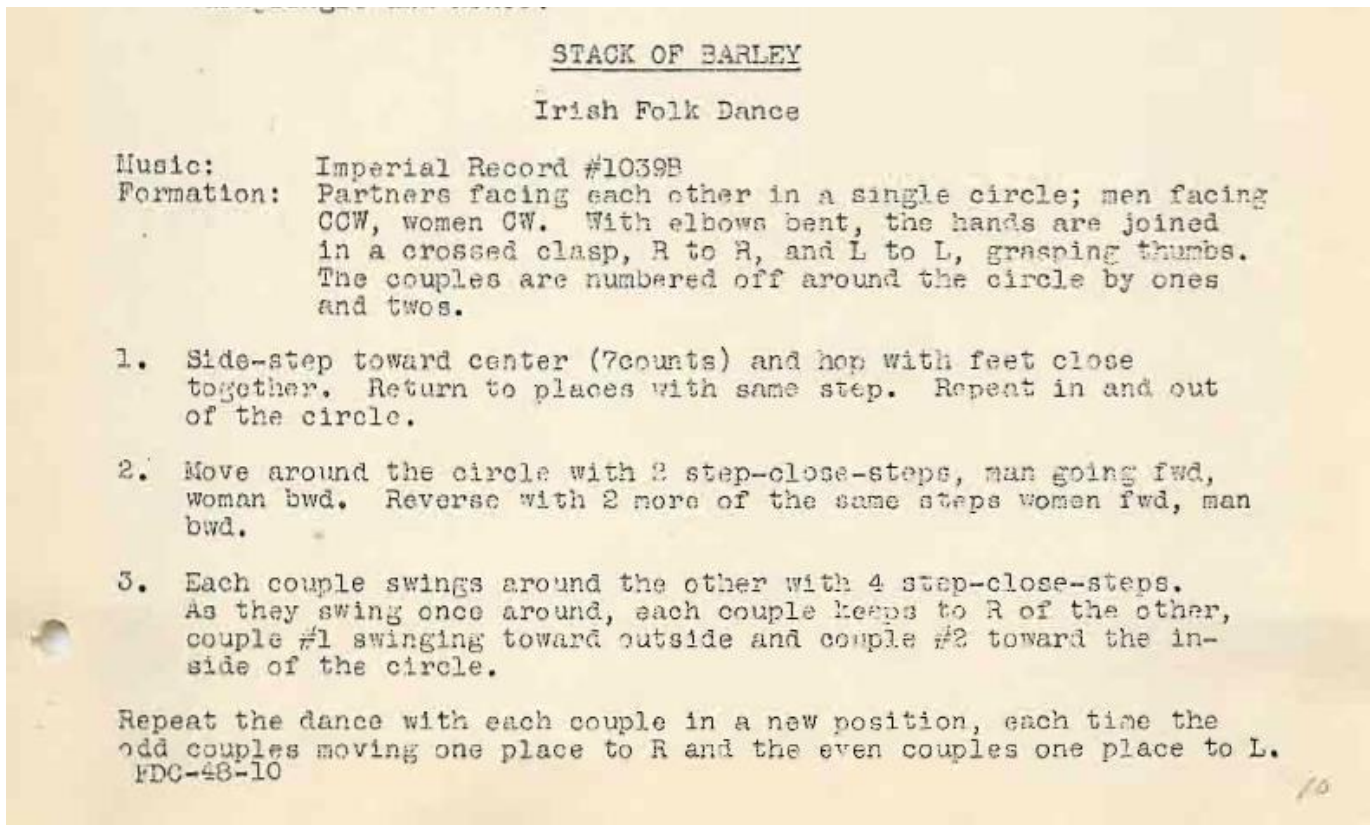 STACK OF BARLEY
Irish Folk Dance
Music: Imperial Record #1039B
Formation: Partners facing each other in a single circle; men facing
CCW, women CW. With elbows bent, the hands are joined
in a crossed clasp, R to R, and L to L, grasping thumbs.
The couples are numbered off around the circle by ones
and twos.
1. Side-step toward center (7counts) and hop with feet close
together. Return to places with same step. Repeat in and out
of the circle.
2. Move around the circle with 2 step-close-steps, man going fwd,
woman bwd. Reverse with 2 more of the same steps women fwd, man
bwd.
3. Each couple swings around the other with 4 step-close-steps.
As they swing once around, each couple keeps to R of the other,
couple #1 swinging toward outside and couple #2 toward the in-
side of the circle.
Repeat the dance with each couple in a new position, each time the
odd couples moving one place to R and the even couples one place to L.
FDC-48-10
10